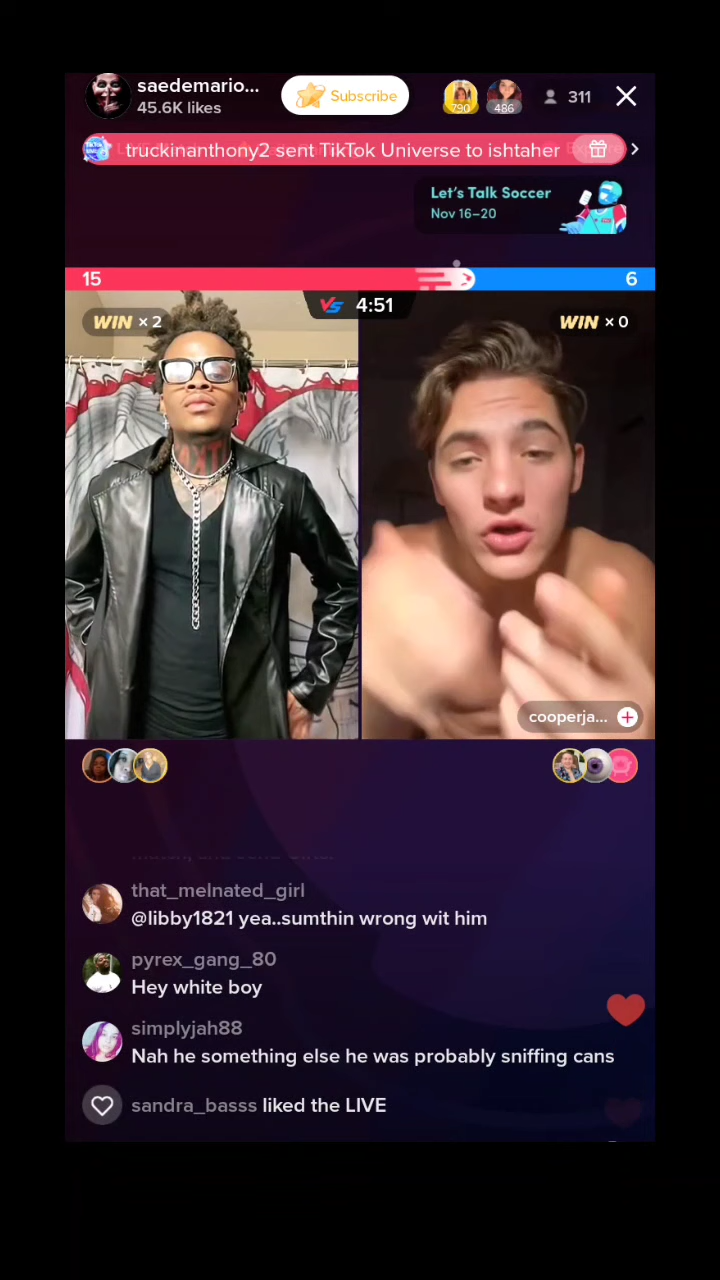 saedemario...
45.6K likes
Subscribe
790
486
311
truckinanthony2 sent TikTok Universe to ishtaher
Let's Talk Soccer
Nov 16–20
15
6
VS 4:51
WIN × 2
WIN × 0
cooperja...
that_melnated_girl
@libby1821 yea..sumthin wrong wit him
pyrex_gang_80
Hey white boy
simplyjah88
Nah he something else he was probably sniffing cans
sandra_basss liked the LIVE